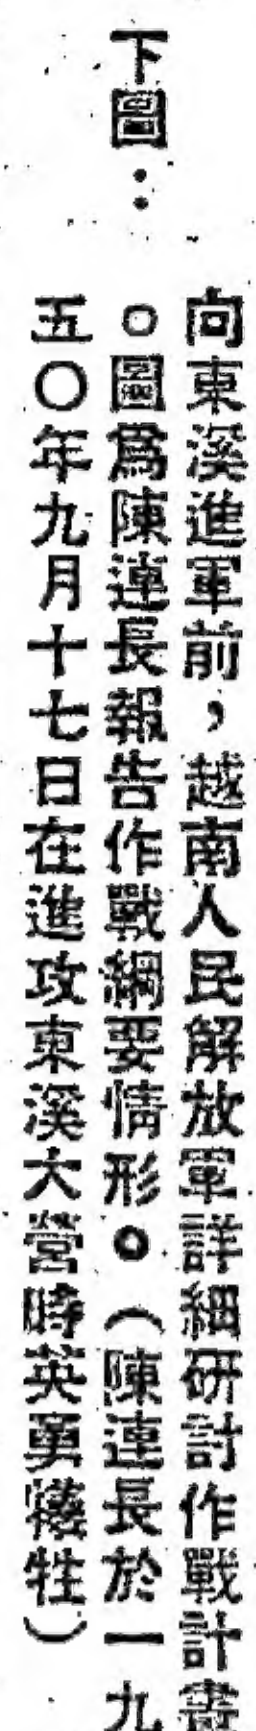 下圖：
向東溪進軍前，越南人民解放軍詳細研討作戰計畫
。圖為陳連長報告作戰綱要情形。（陳連長於一九
五〇年九月十七日在進攻東溪大營時英勇犧牲）